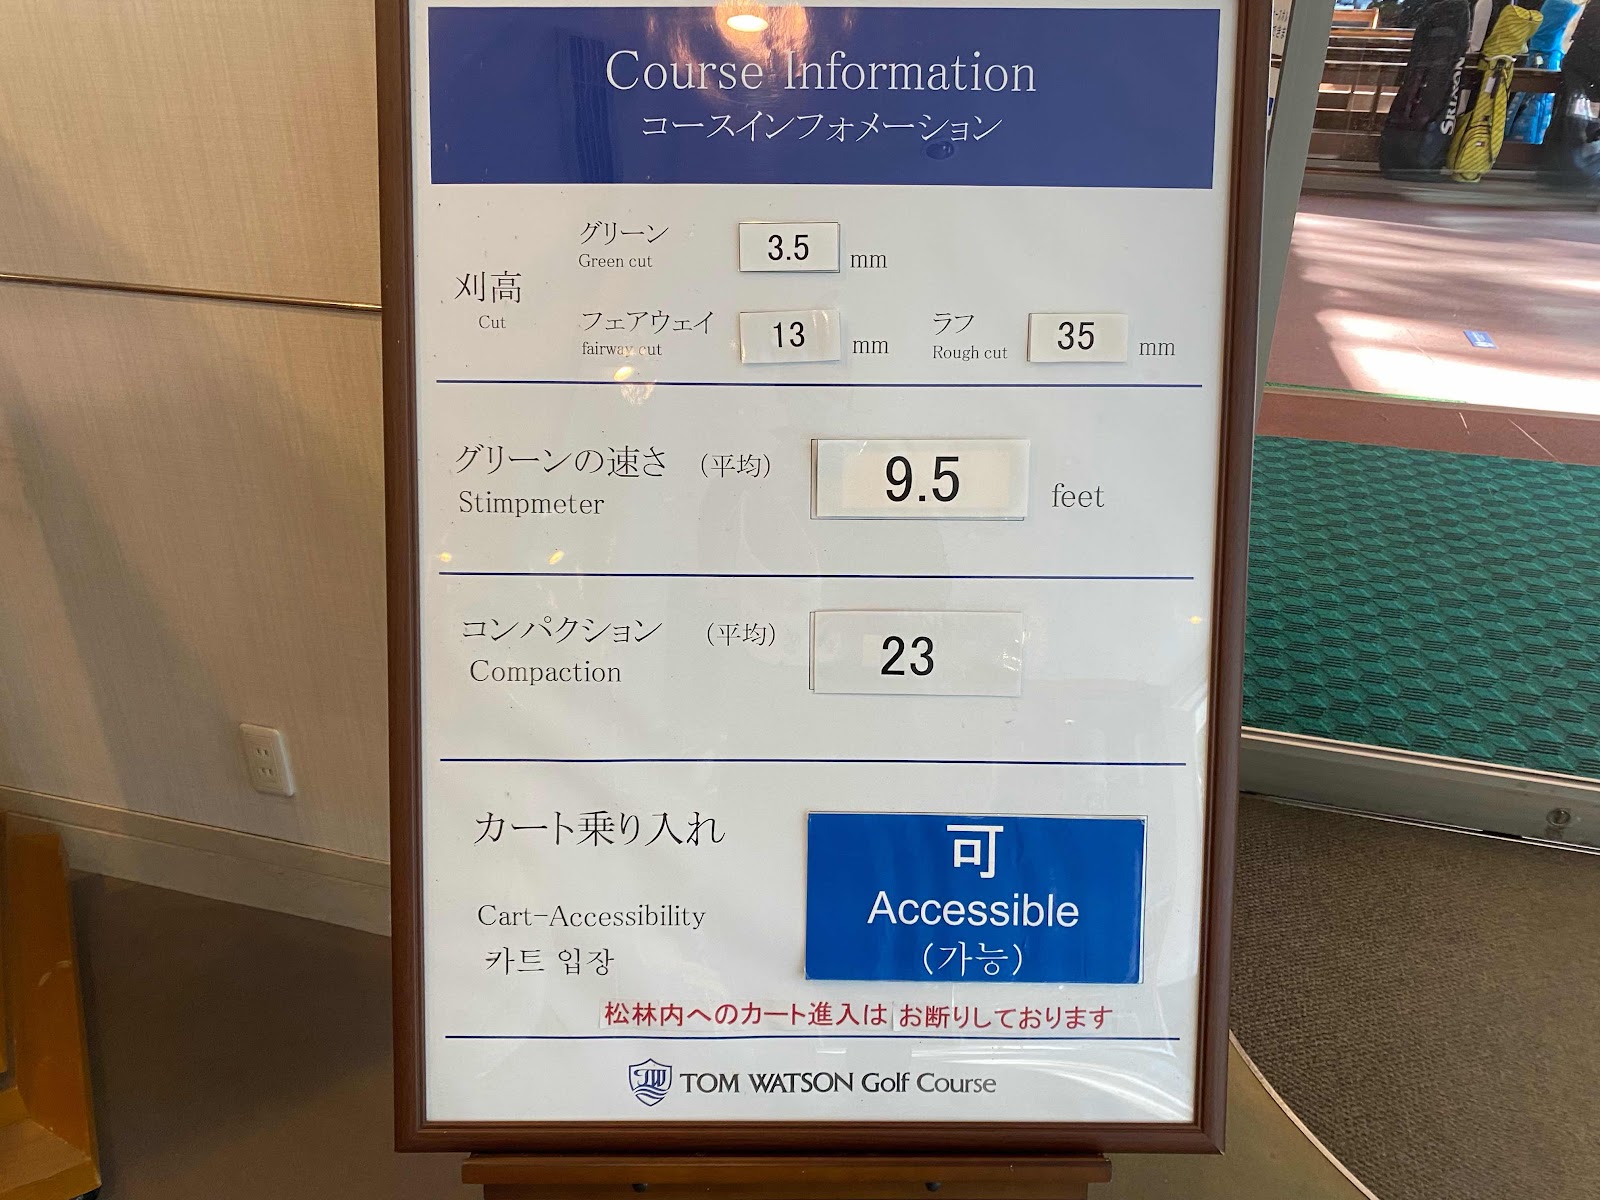 Course Information
コースインフォメーション
刈高
Cut
グリーン
Green cut
3.5 mm
フェアウェイ
fairway cut
13 mm
ラフ
Rough cut
35 mm
グリーンの速さ (平均)
Stimpmeter
9.5 feet
コンパクション (平均)
Compaction
23
カート乗り入れ
Cart-Accessibility
카트 입장
可
Accessible
(가능)
松林内へのカート進入は お断りしております
TW
TOM WATSON Golf Course
SRIXON